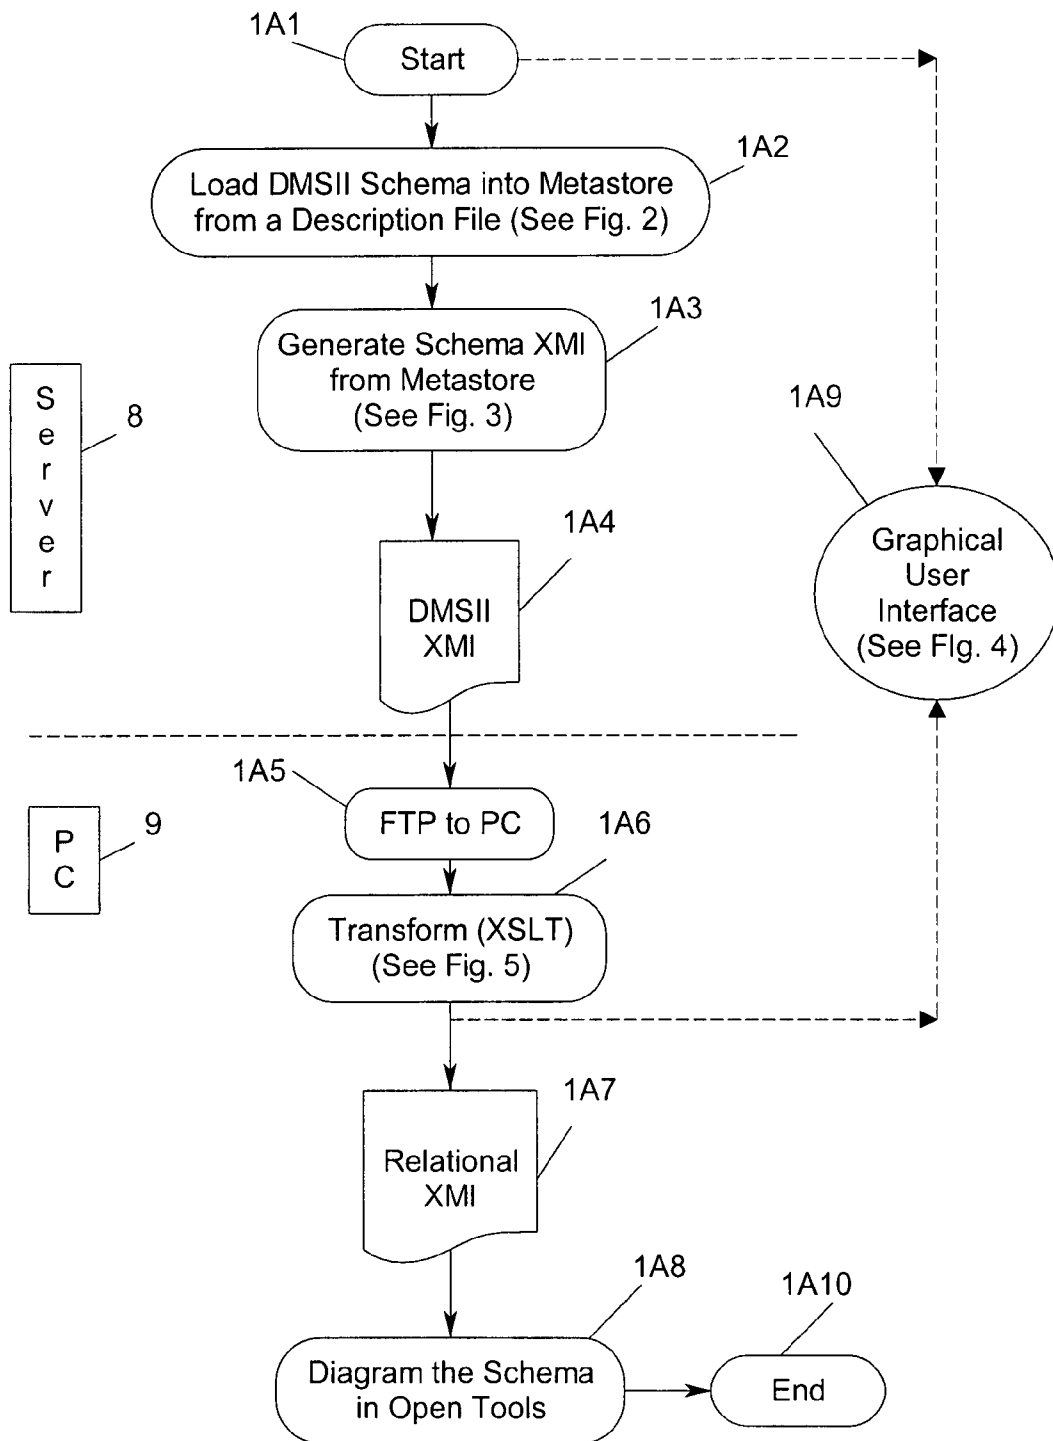 1A1
Start
1A2
Load DMSII Schema into Metastore
from a Description File (See Fig. 2)
1A3
Generate Schema XMI
from Metastore
(See Fig. 3)
Server
8
1A9
Graphical
User
Interface
(See FIg. 4)
1A4
DMSII
XMI
1A5
FTP to PC
PC
9
1A6
Transform (XSLT)
(See Fig. 5)
1A7
Relational
XMI
1A8
Diagram the Schema
in Open Tools
1A10
End